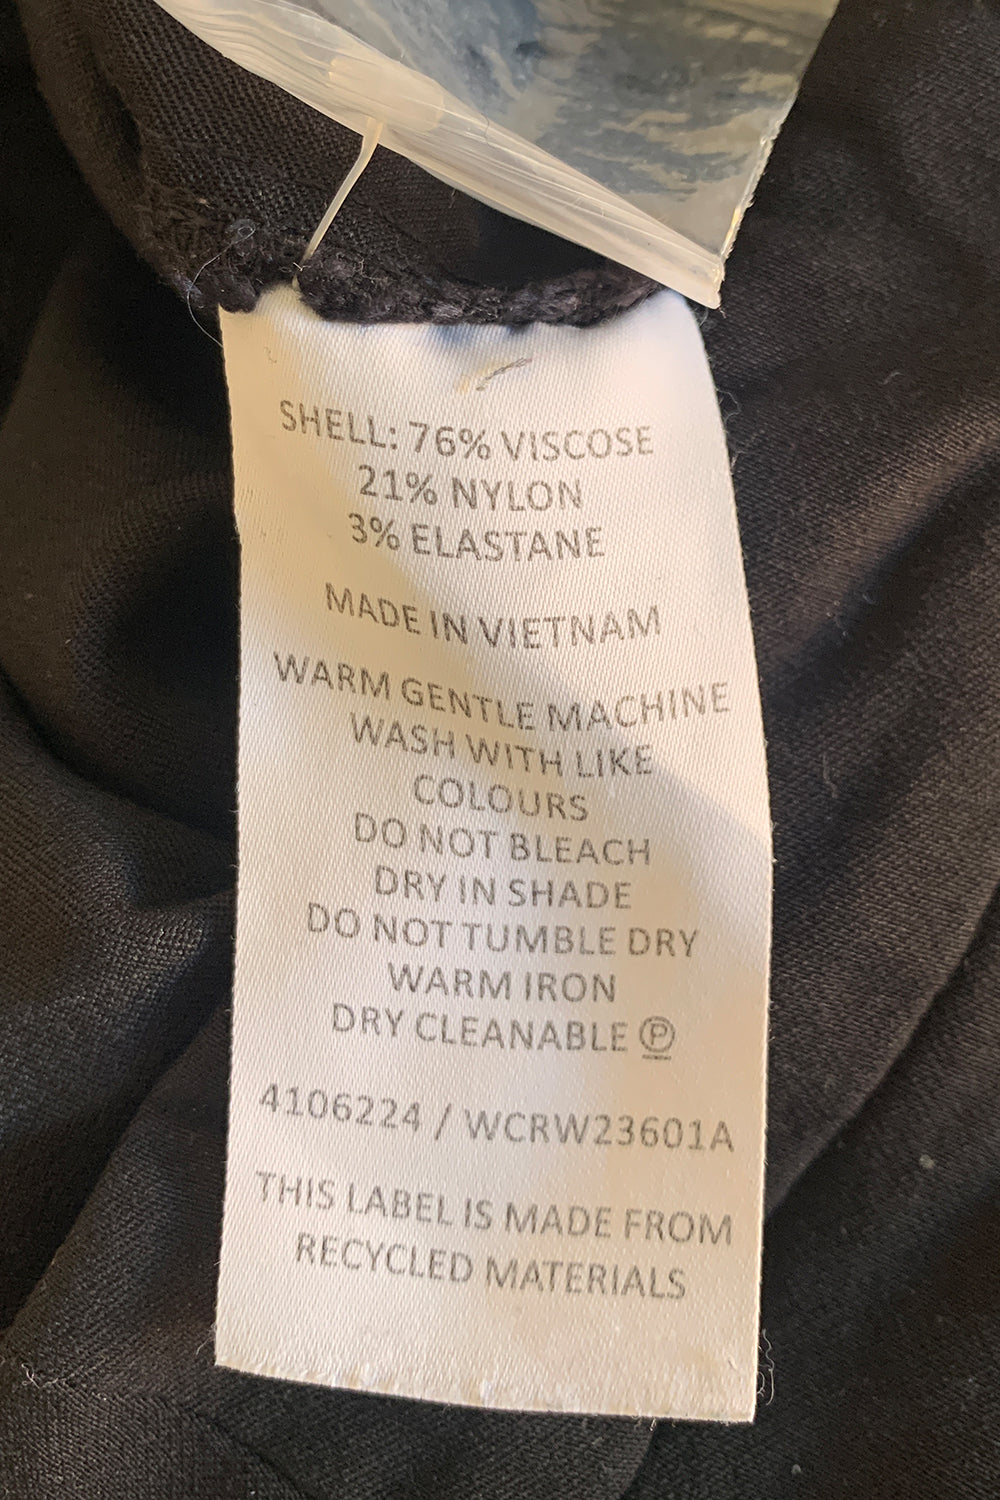 SHELL: 76% VISCOSE
21% NYLON
3% ELASTANE
MADE IN VIETNAM
WARM GENTLE MACHINE
WASH WITH LIKE
COLOURS
DO NOT BLEACH
DRY IN SHADE
DO NOT TUMBLE DRY
WARM IRON
DRY CLEANABLE Ⓟ
4106224 / WCRW23601A
THIS LABEL IS MADE FROM
RECYCLED MATERIALS